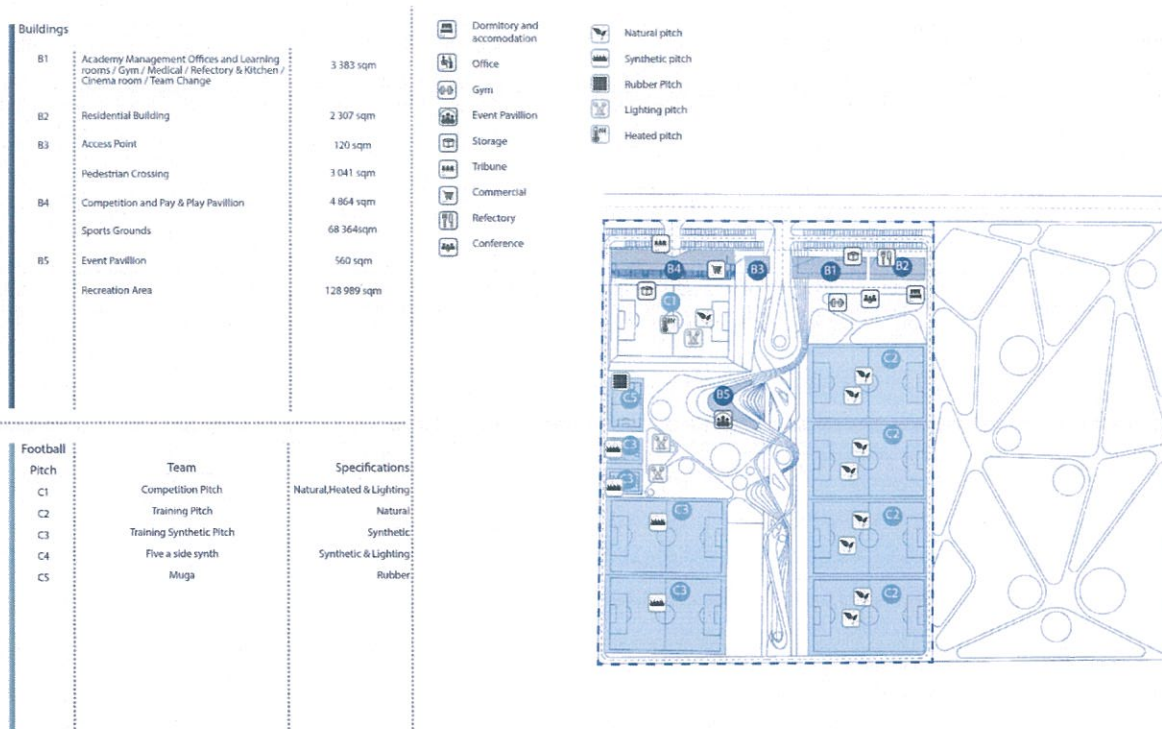 Buildings
B1 Academy Management Offices and Learning
rooms / Gym / Medical / Refectory & Kitchen /
Cinema room / Team Change 3 383 sqm
B2 Residential Building 2 307 sqm
B3 Access Point 120 sqm
Pedestrian Crossing 3 041 sqm
B4 Competition and Pay & Play Pavillion 4 864 sqm
Sports Grounds 68 364sqm
B5 Event Pavillion 560 sqm
Recreation Area 128 989 sqm
Football
Pitch Team Specifications
C1 Competition Pitch Natural,Heated & Lighting
C2 Training Pitch Natural
C3 Training Synthetic Pitch Synthetic
C4 Five a side synth Synthetic & Lighting
C5 Muga Rubber
Dormitory and
accomodation
Office
Gym
Event Pavillion
Storage
Tribune
Commercial
Refectory
Conference
Natural pitch
Synthetic pitch
Rubber Pitch
Lighting pitch
Heated pitch
B4 B3 B1 B2
C1
C2
B5
C5
C3
C2
C3
C3
C2
C3
C2